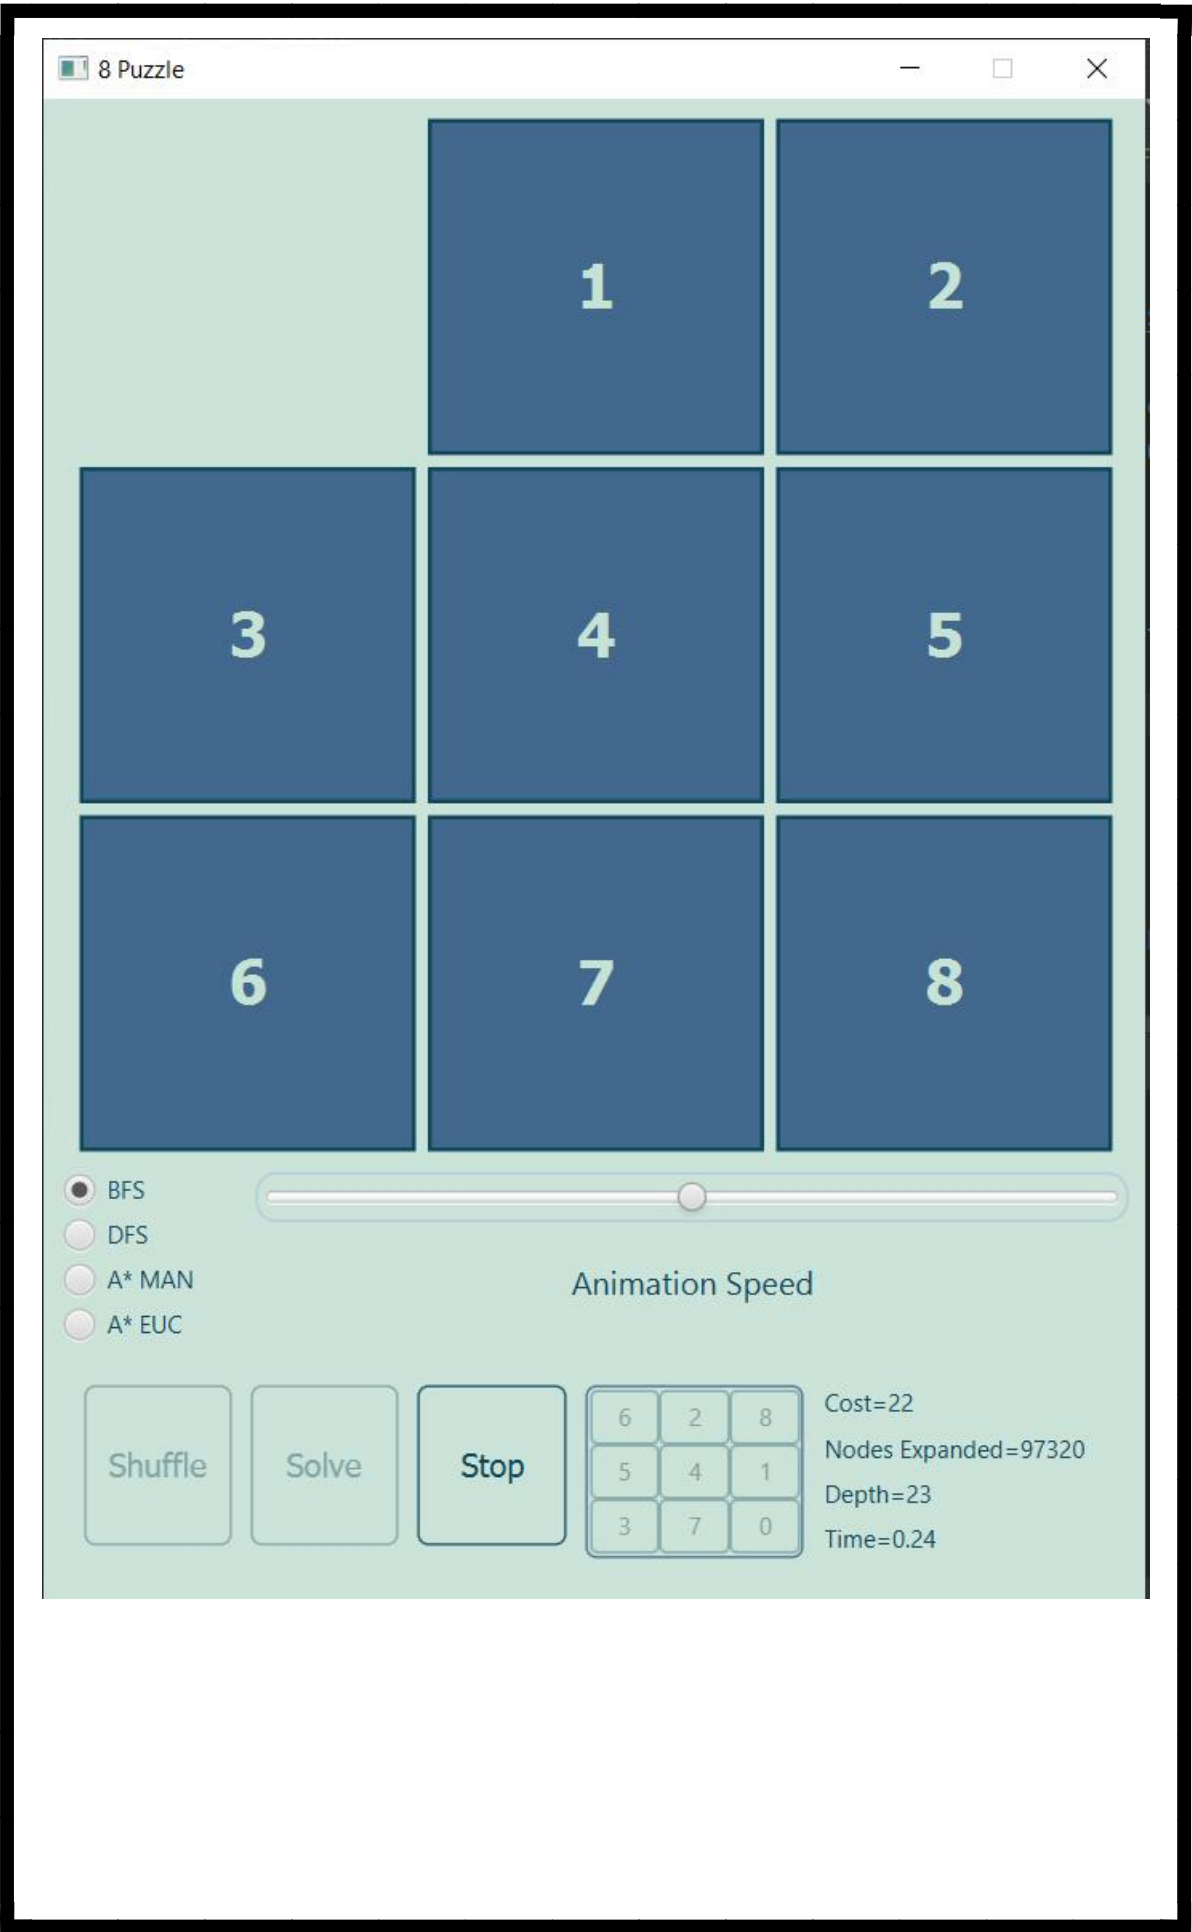 8 Puzzle
1 2
3 4 5
6 7 8
BFS
DFS
A* MAN
A* EUC
Animation Speed
Shuffle Solve Stop
6 2 8
5 4 1
3 7 0
Cost=22
Nodes Expanded=97320
Depth=23
Time=0.24